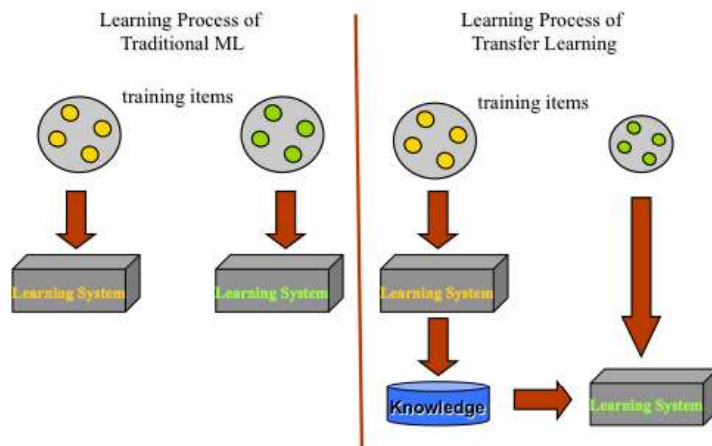 Learning Process of
Traditional ML
training items
Learning System
Learning System
Learning Process of
Transfer Learning
training items
Learning System
Knowledge
Learning System